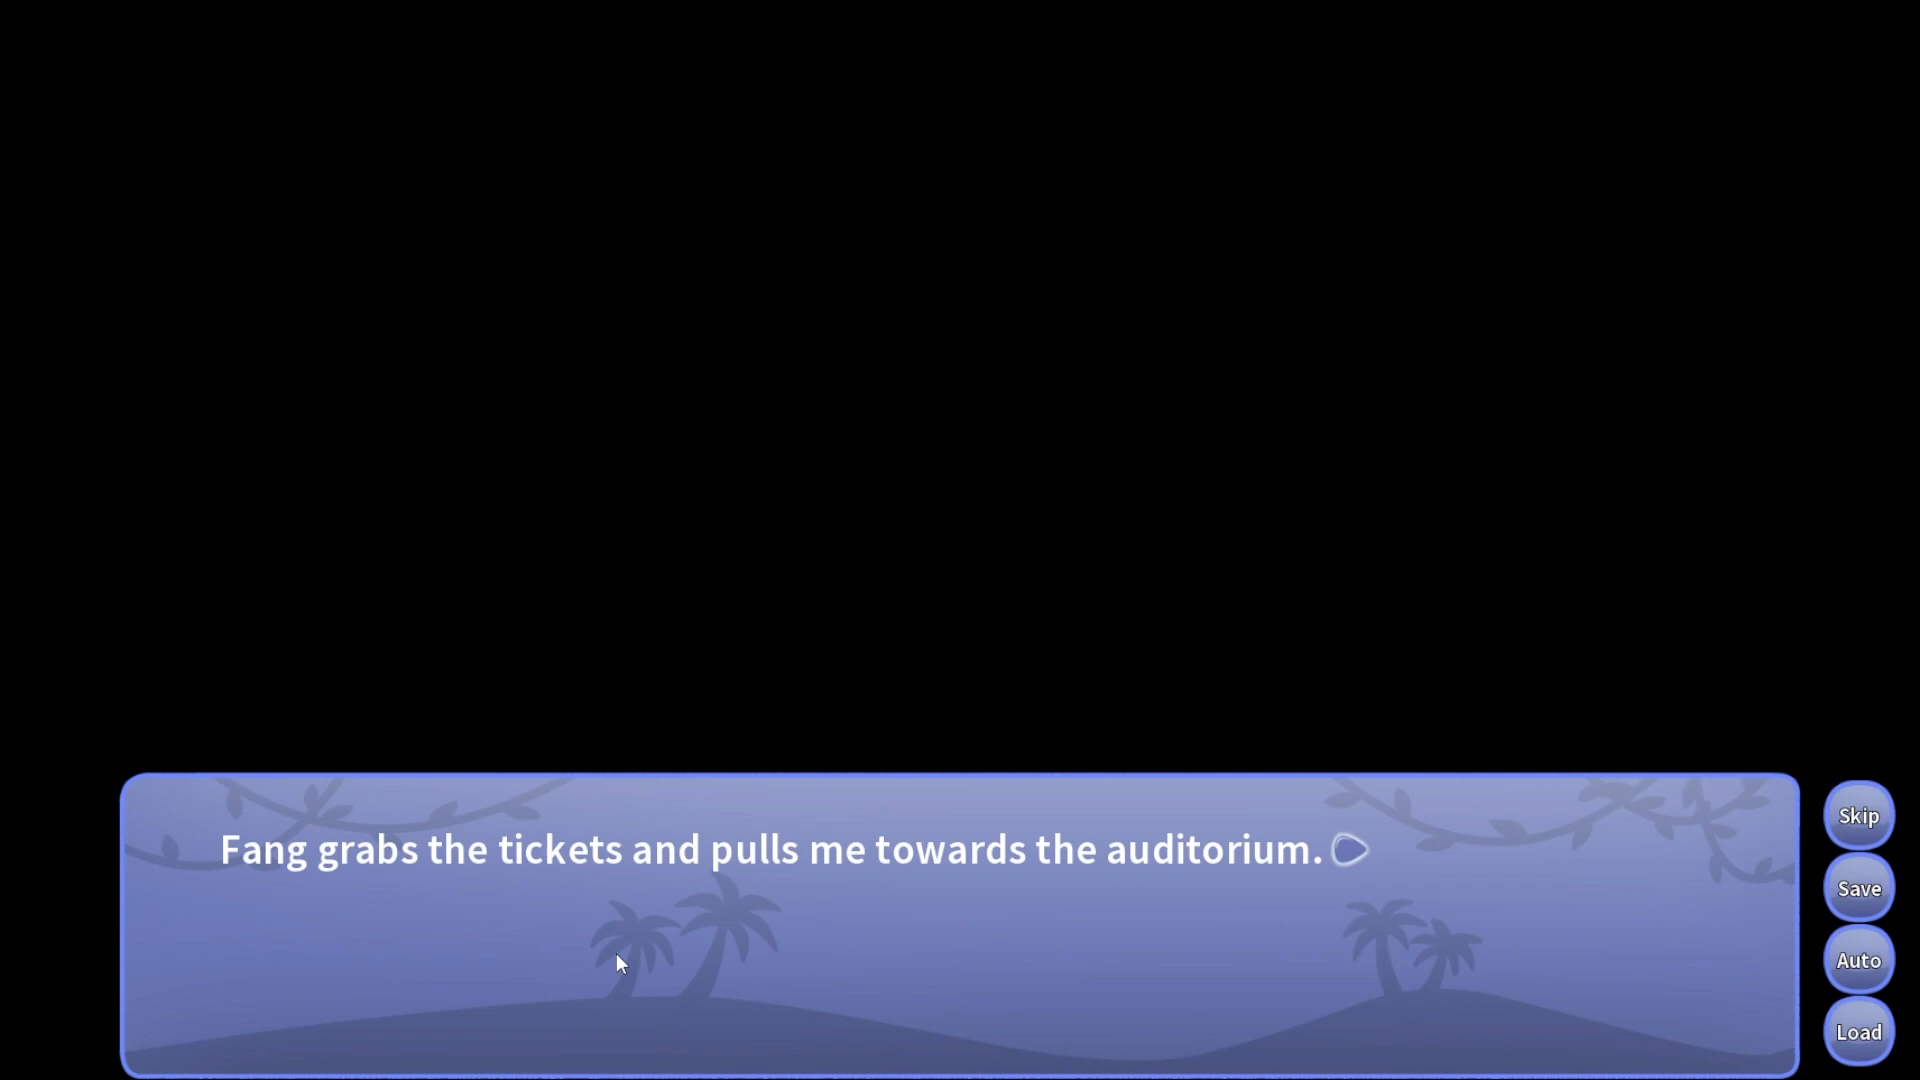 Fang grabs the tickets and pulls me towards the auditorium.
Skip
Save
Auto
Load